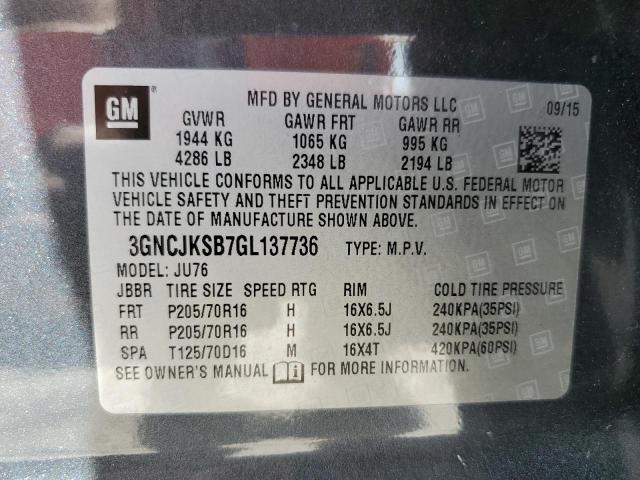 GM ®
MFD BY GENERAL MOTORS LLC 09/15
GVWR GAWR FRT GAWR RR
1944 KG 1065 KG 995 KG
4286 LB 2348 LB 2194 LB
THIS VEHICLE CONFORMS TO ALL APPLICABLE U.S. FEDERAL MOTOR
VEHICLE SAFETY AND THEFT PREVENTION STANDARDS IN EFFECT ON
THE DATE OF MANUFACTURE SHOWN ABOVE.
3GNCJKSB7GL137736 TYPE: M.P.V.
MODEL: JU76
JBBR TIRE SIZE SPEED RTG RIM COLD TIRE PRESSURE
FRT P205/70R16 H 16X6.5J 240KPA(35PSI)
RR P205/70R16 H 16X6.5J 240KPA(35PSI)
SPA T125/70D16 M 16X4T 420KPA(60PSI)
SEE OWNER'S MANUAL FOR MORE INFORMATION.